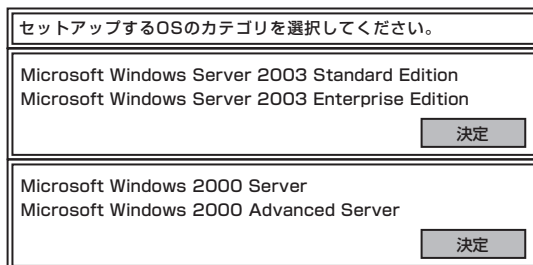 セットアップするOSのカテゴリを選択してください。
Microsoft Windows Server 2003 Standard Edition
Microsoft Windows Server 2003 Enterprise Edition
決定
Microsoft Windows 2000 Server
Microsoft Windows 2000 Advanced Server
決定